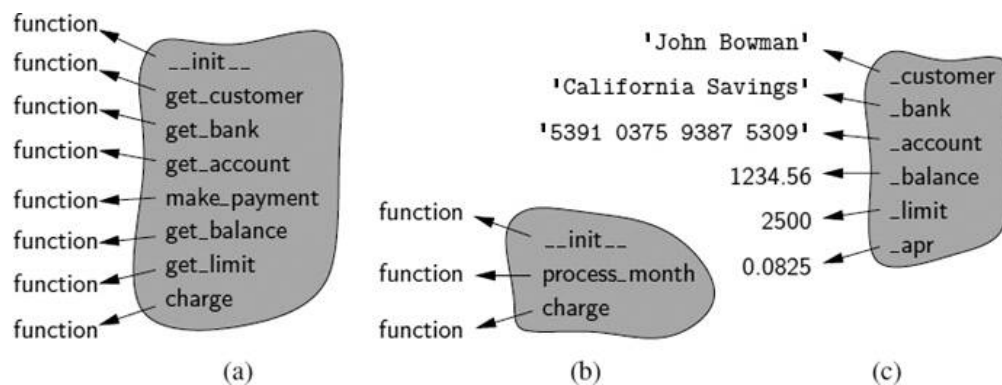 function
function
function
function
function
function
function
function
__init__
get_customer
get_bank
get_account
make_payment
get_balance
get_limit
charge
(a)
function
function
function
__init__
process_month
charge
(b)
'John Bowman'
'California Savings'
'5391 0375 9387 5309'
1234.56
2500
0.0825
_customer
_bank
_account
_balance
_limit
_apr
(c)